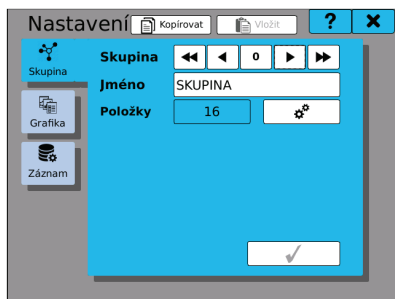 Nastavení Kopírovat Vložit ?
Skupina
Skupina 0
Jméno SKUPINA
Položky 16
Grafika
Záznam